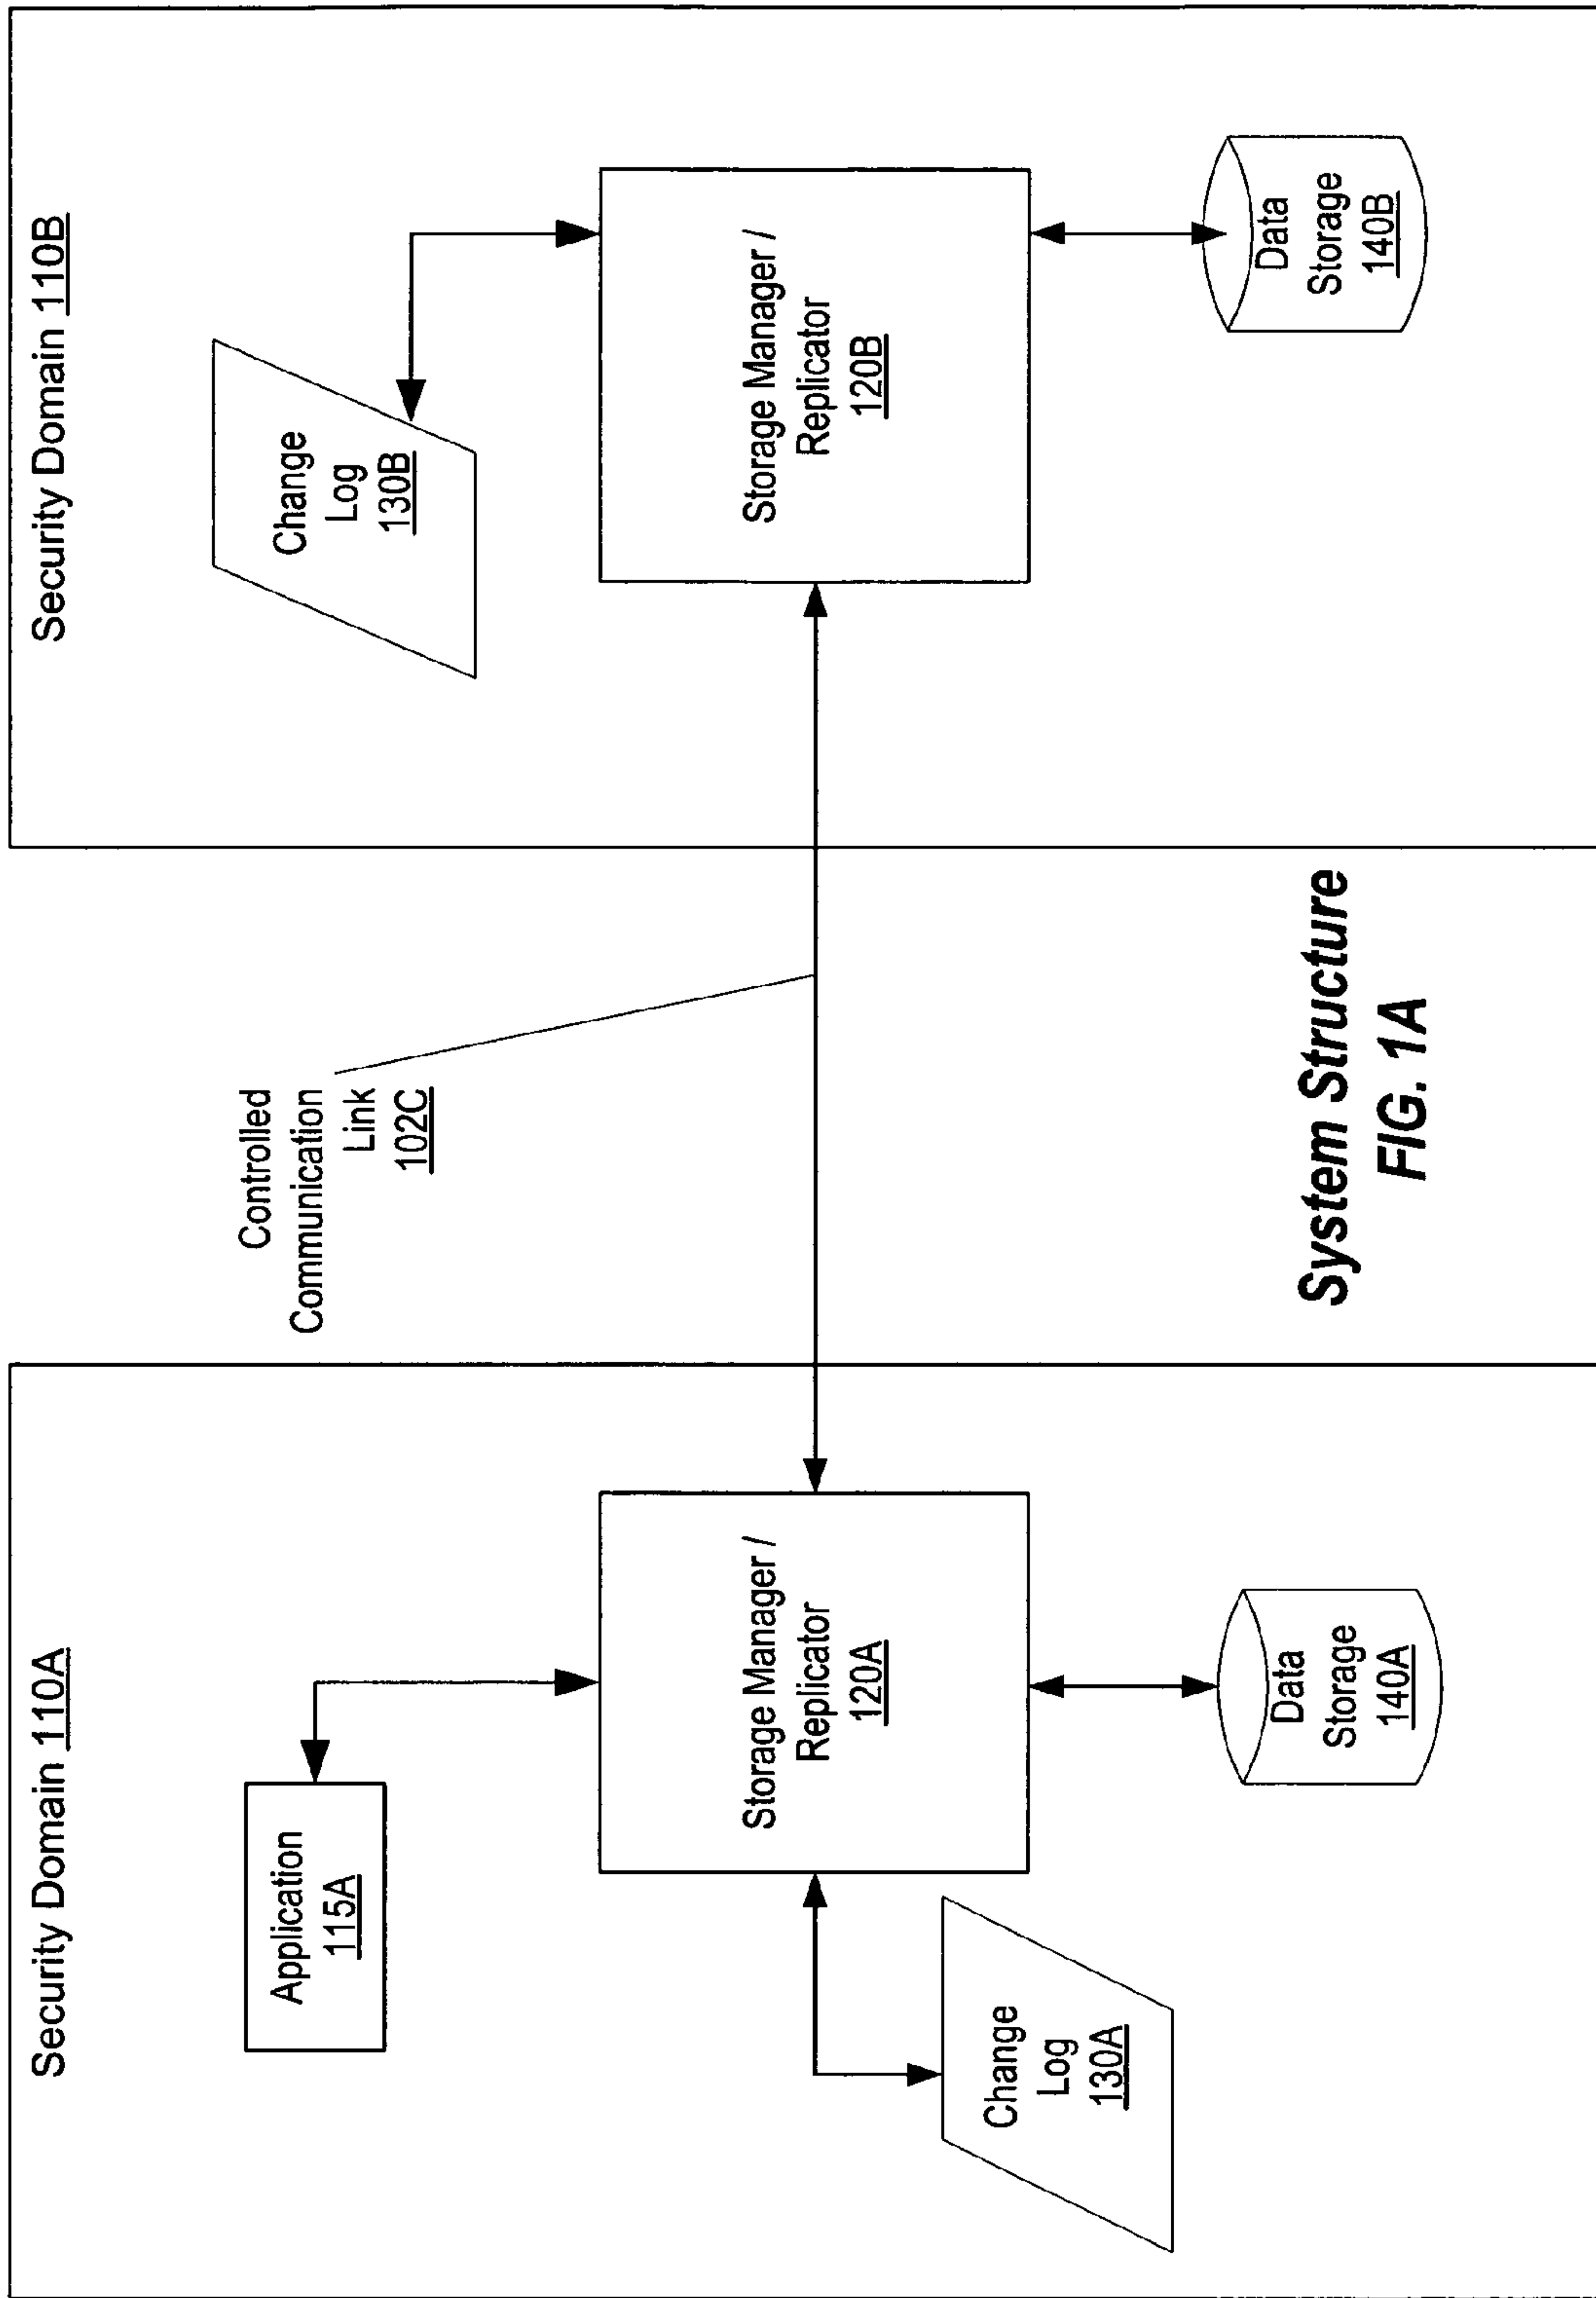 Security Domain 110A
Application
115A
Storage Manager /
Replicator
120A
Change
Log
130A
Data
Storage
140A
Controlled
Communication
Link
102C
Security Domain 110B
Change
Log
130B
Storage Manager /
Replicator
120B
Data
Storage
140B
System Structure
FIG. 1A